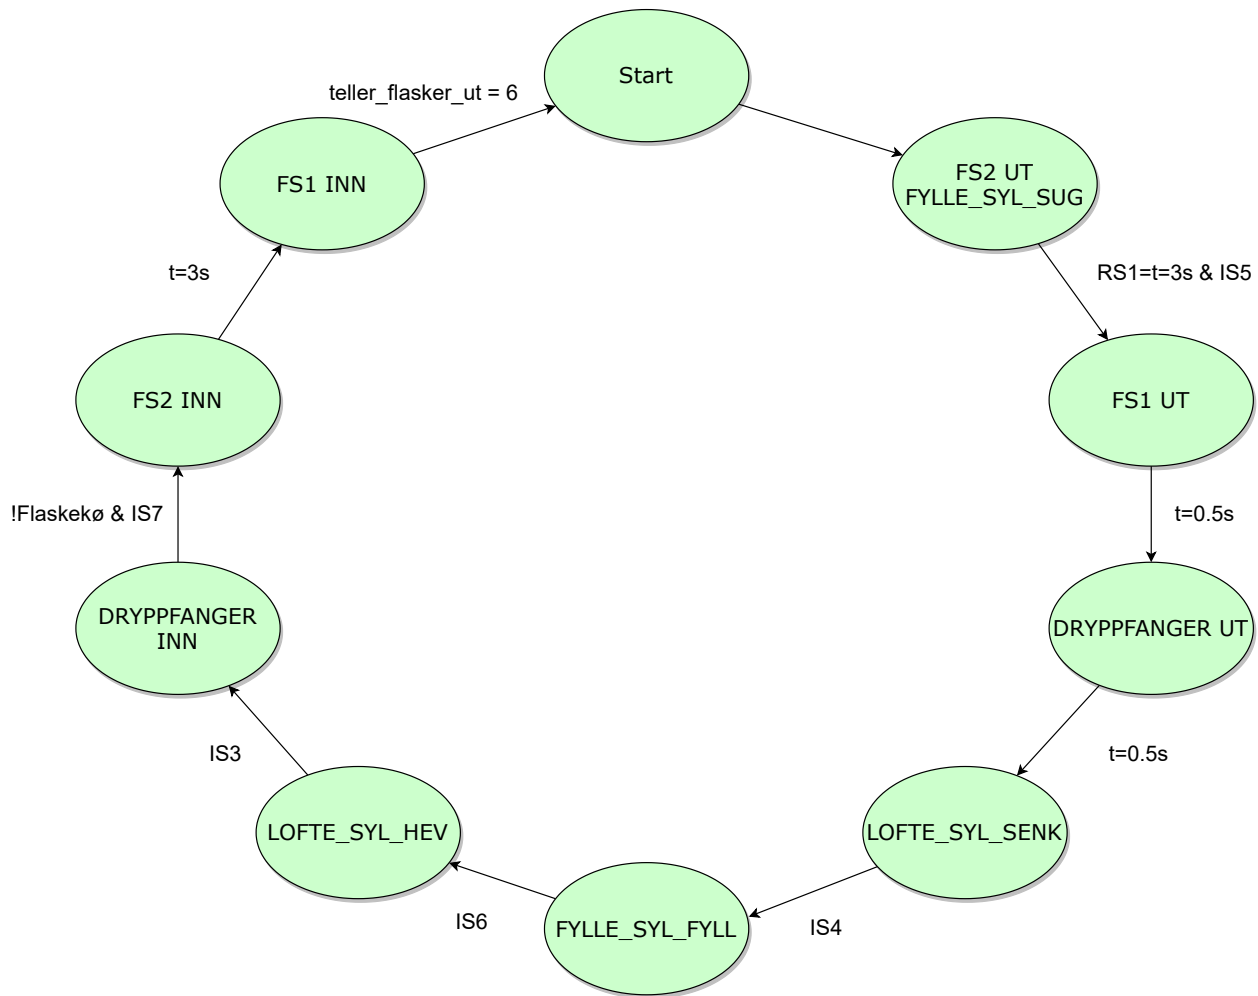 Start
teller_flasker_ut = 6
FS1 INN
FS2 UT
FYLLE_SYL_SUG
t=3s
RS1=t=3s & IS5
FS2 INN
FS1 UT
!Flaskekø & IS7
t=0.5s
DRYPPFANGER
INN
DRYPPFANGER UT
IS3
t=0.5s
LOFTE_SYL_HEV
LOFTE_SYL_SENK
IS6
FYLLE_SYL_FYLL
IS4